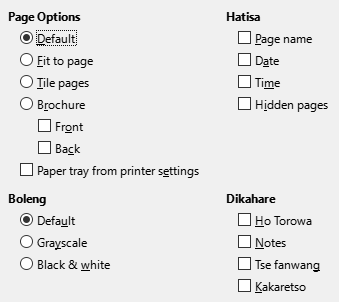 Page Options
Default
Fit to page
Tile pages
Brochure
Front
Back
Paper tray from printer settings
Hatisa
Page name
Date
Time
Hidden pages
Boleng
Default
Grayscale
Black & white
Dikahare
Ho Torowa
Notes
Tse fanwang
Kakaretso